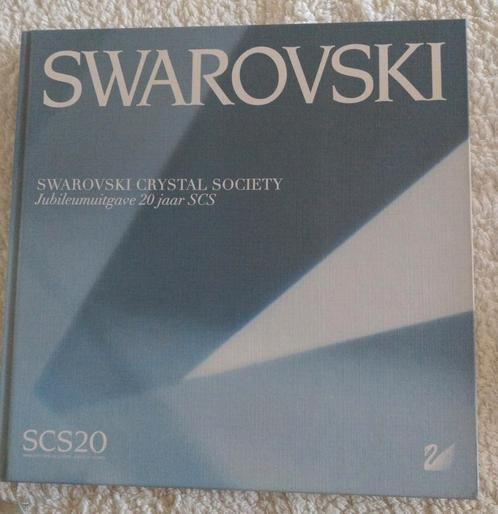 SWAROVSKI
SWAROVSKI CRYSTAL SOCIETY
Jubileumuitgave 20 jaar SCS
SCS20